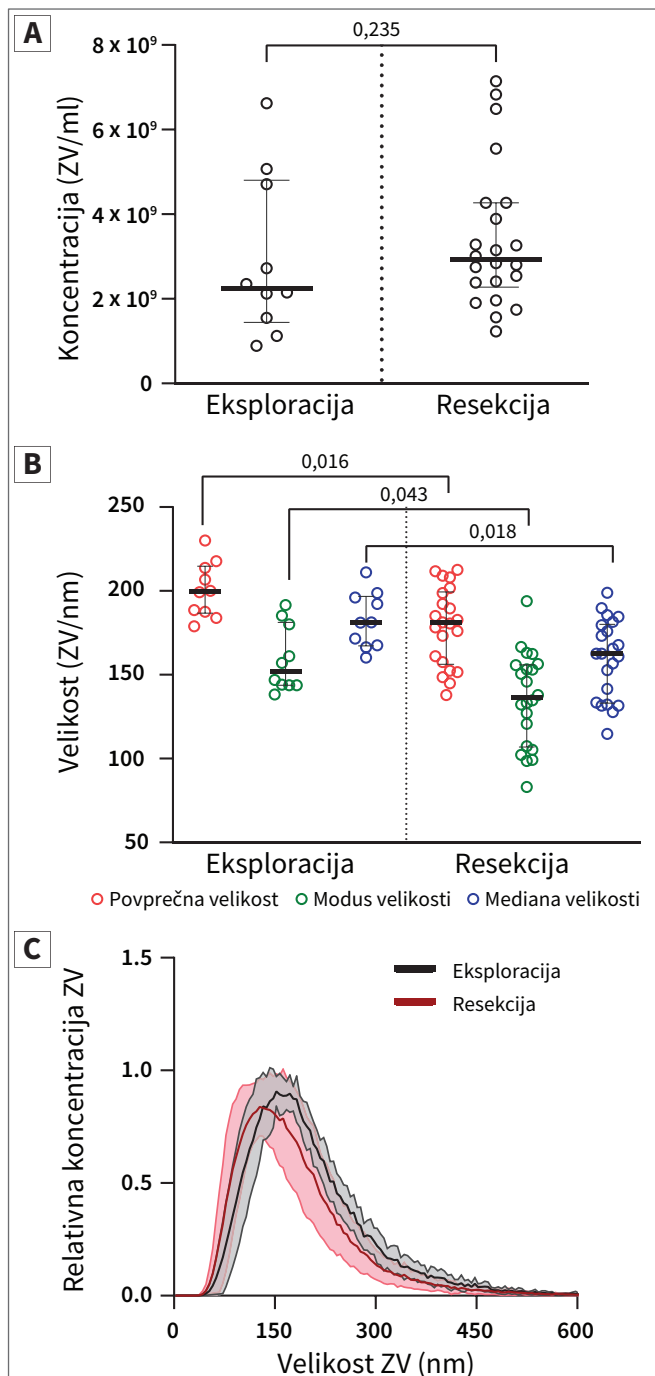 A
0,235
8 x 10⁹
6 x 10⁹
4 x 10⁹
2 x 10⁹
0
Koncentracija (ZV/ml)
Eksploracija
Resekcija
B
0,016
0,043
0,018
250
200
150
100
50
Velikost (ZV/nm)
Eksploracija
Resekcija
Povprečna velikost
Modus velikosti
Mediana velikosti
C
1.5
1.0
0.5
0.0
Relativna koncentracija ZV
Eksploracija
Resekcija
0
150
300
450
600
Velikost ZV (nm)